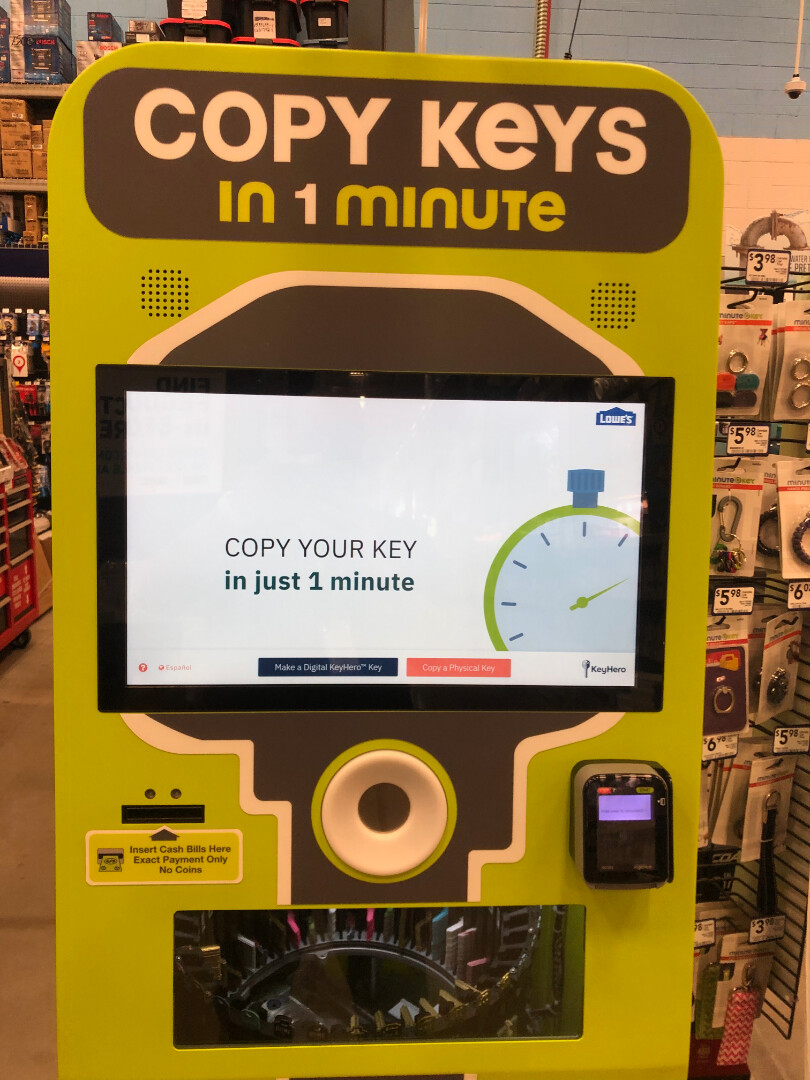 COPY KEYS
IN 1 MINUTE
LOWE'S
COPY YOUR KEY
in just 1 minute
? Español
Make a Digital KeyHero™ Key
Copy a Physical Key
KeyHero
Insert Cash Bills Here
Exact Payment Only
No Coins
$3.98
$5.98
$5.98
$6.98
$5.98
$3.98
minute KEY